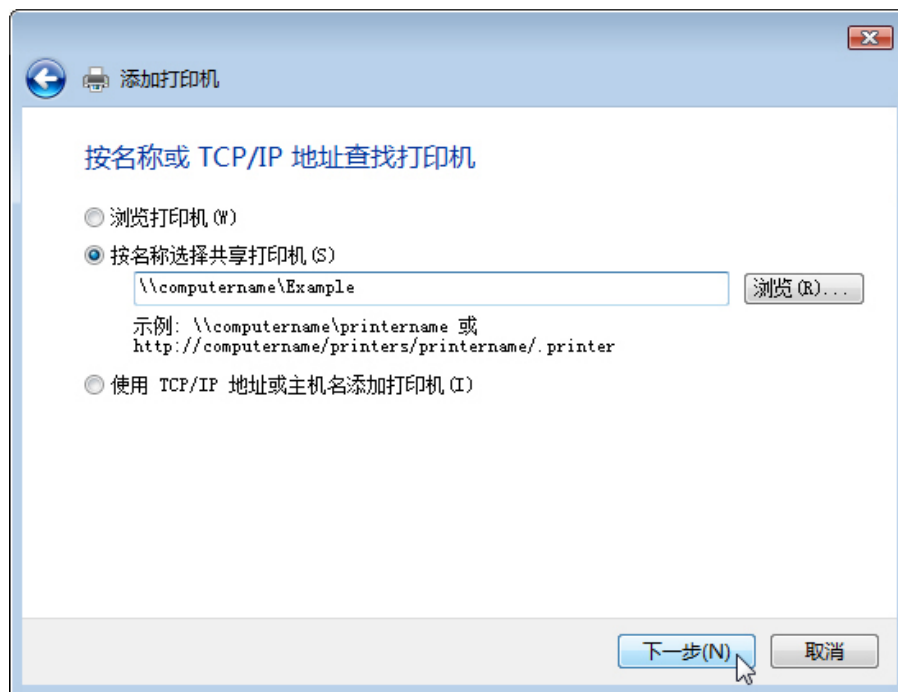 添加打印机
按名称或 TCP/IP 地址查找打印机
浏览打印机(W)
按名称选择共享打印机(S)
\\computername\Example
浏览(R)...
示例: \\computername\printername 或
http://computername/printers/printername/.printer
使用 TCP/IP 地址或主机名添加打印机(I)
下一步(N)
取消